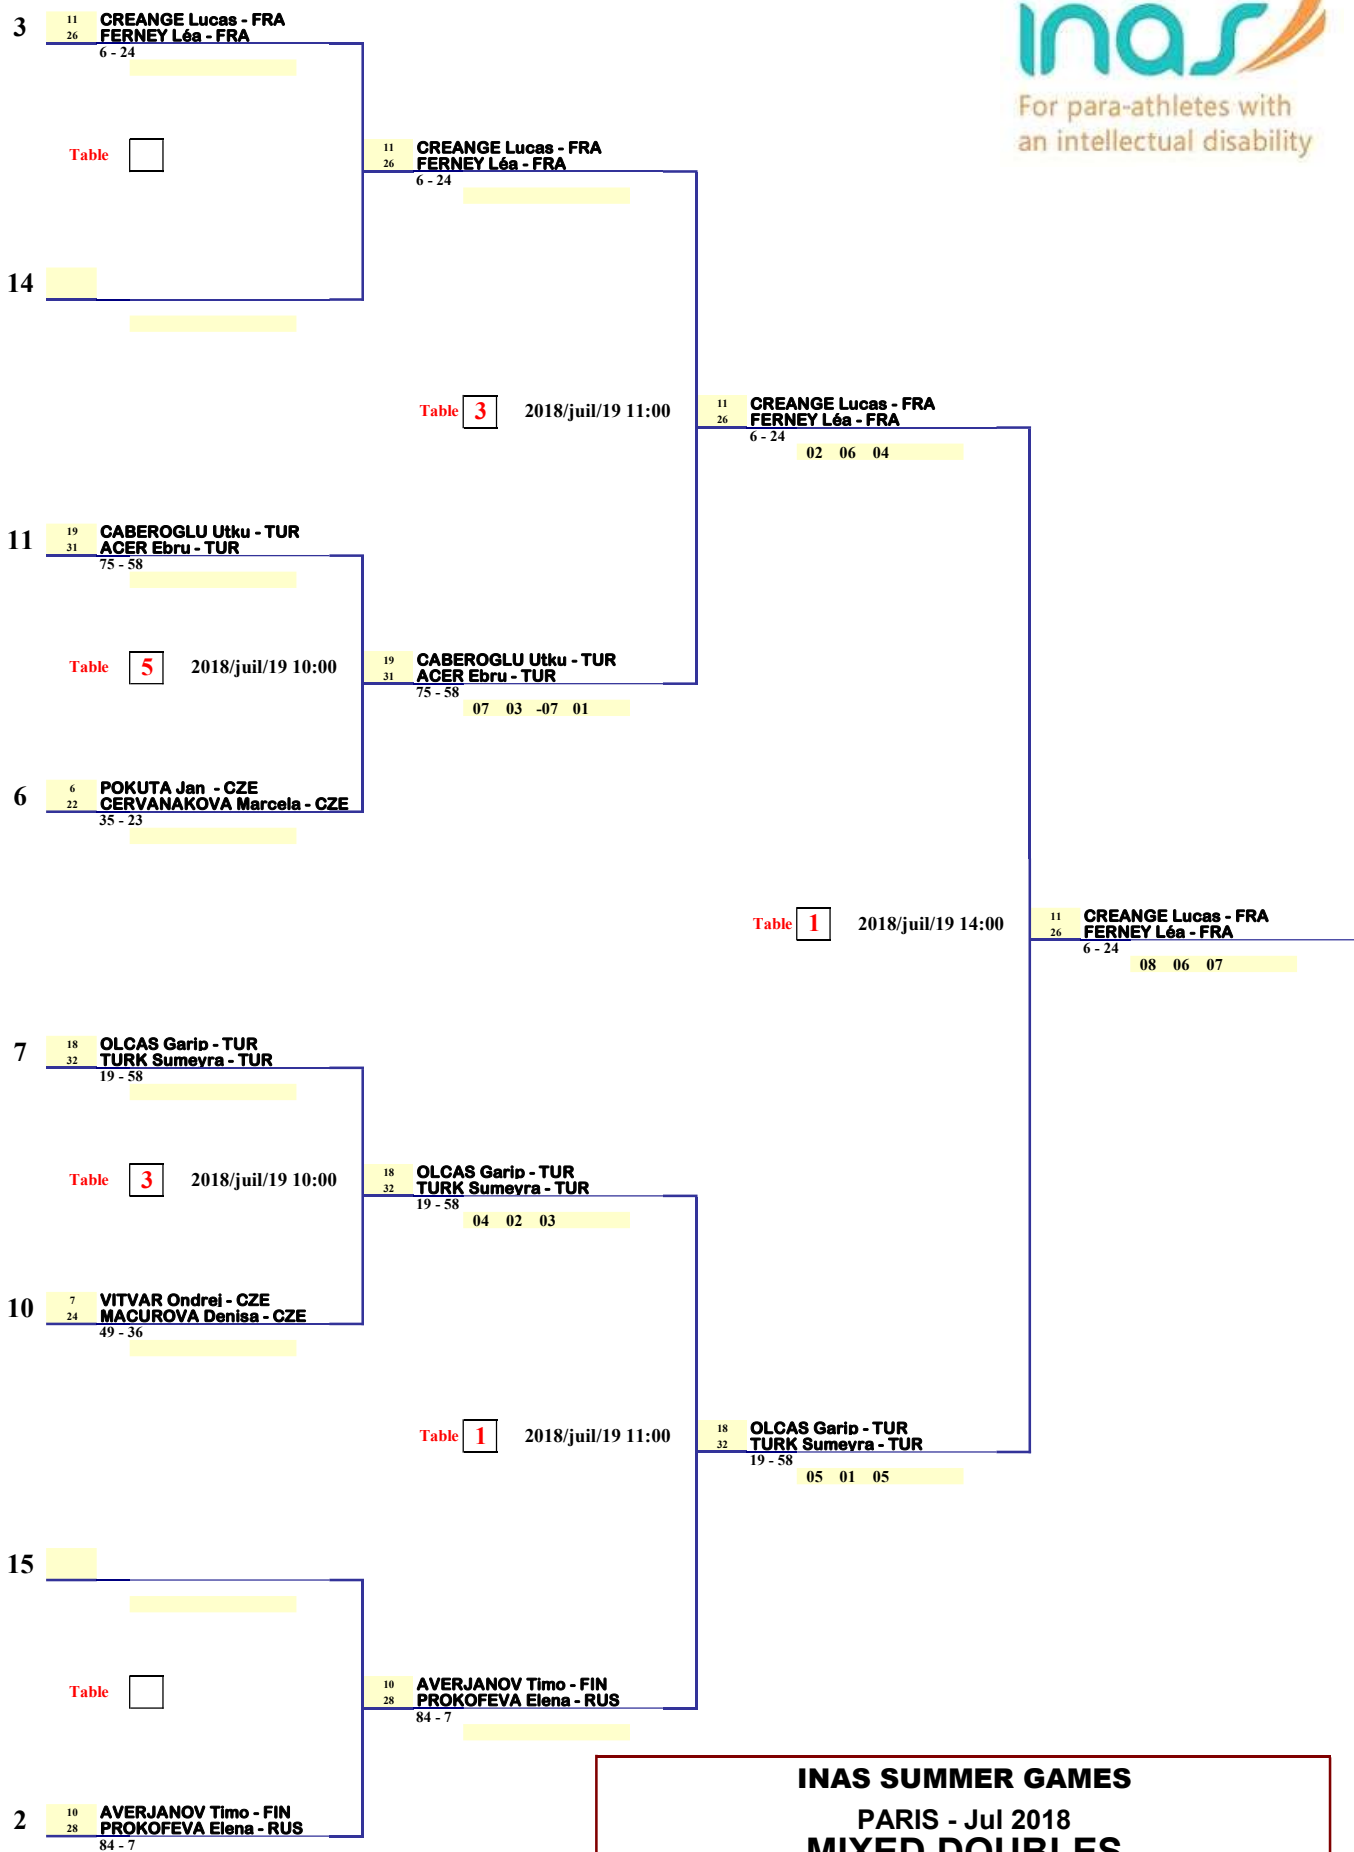 inas
For para-athletes with
an intellectual disability
3
11 CREANGE Lucas - FRA
26 FERNEY Léa - FRA
6 - 24
Table
11 CREANGE Lucas - FRA
26 FERNEY Léa - FRA
6 - 24
14
Table 3 2018/juil/19 11:00
11 CREANGE Lucas - FRA
26 FERNEY Léa - FRA
6 - 24
02 06 04
11
19 CABEROGLU Utku - TUR
31 ACER Ebru - TUR
75 - 58
Table 5 2018/juil/19 10:00
19 CABEROGLU Utku - TUR
31 ACER Ebru - TUR
75 - 58
07 03 -07 01
6
6 POKUTA Jan - CZE
22 CERVANAKOVA Marcela - CZE
35 - 23
Table 1 2018/juil/19 14:00
11 CREANGE Lucas - FRA
26 FERNEY Léa - FRA
6 - 24
08 06 07
7
18 OLCAS Garip - TUR
32 TURK Sumeyra - TUR
19 - 58
Table 3 2018/juil/19 10:00
18 OLCAS Garip - TUR
32 TURK Sumeyra - TUR
19 - 58
04 02 03
10
7 VITVAR Ondrej - CZE
24 MACUROVA Denisa - CZE
49 - 36
Table 1 2018/juil/19 11:00
18 OLCAS Garip - TUR
32 TURK Sumeyra - TUR
19 - 58
05 01 05
15
Table
10 AVERJANOV Timo - FIN
28 PROKOFEVA Elena - RUS
84 - 7
2
10 AVERJANOV Timo - FIN
28 PROKOFEVA Elena - RUS
84 - 7
INAS SUMMER GAMES
PARIS - Jul 2018
MIXED DOUBLES